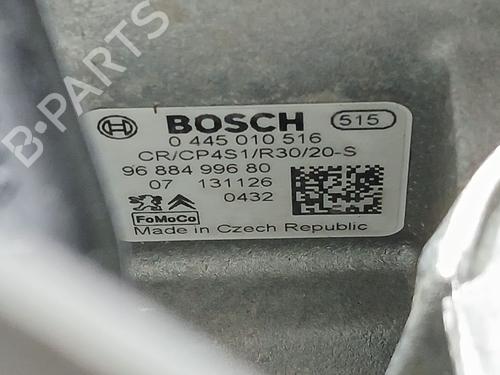 BOSCH 515
0 445 010 516
CR/CP4S1/R30/20-S
96 884 996 80
07 131126
0432
FoMoCo
Made in Czech Republic
B-PARTS